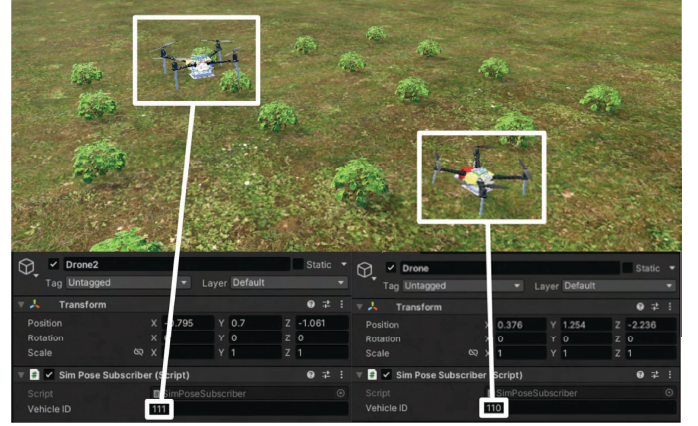 Drone2
Static
Tag Untagged
Layer Default
Transform
Position X -0.795 Y 0.7 Z -1.061
Rotation X 0 Y 0 Z 0
Scale X Y 1 Z 1
Sim Pose Subscriber (Script)
Script SimPoseSubscriber
Vehicle ID 111
Drone
Static
Tag Untagged
Layer Default
Transform
Position X 0.376 Y 1.254 Z -2.236
Rotation X 0 Y 0 Z 0
Scale X 1 Y 1 Z 1
Sim Pose Subscriber (Script)
Script SimPoseSubscriber
Vehicle ID 110